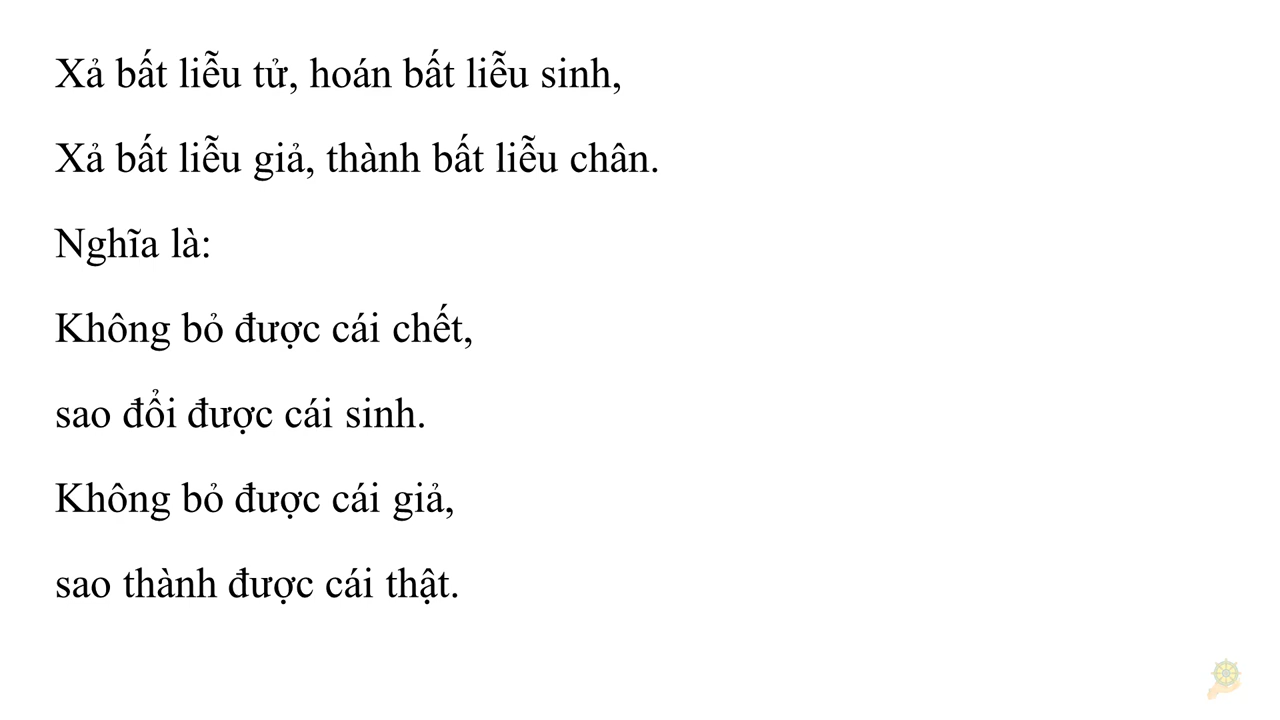 Xả bất liễu tử, hoán bất liễu sinh,
Xả bất liễu giả, thành bất liễu chân.
Nghĩa là:
Không bỏ được cái chết,
sao đổi được cái sinh.
Không bỏ được cái giả,
sao thành được cái thật.